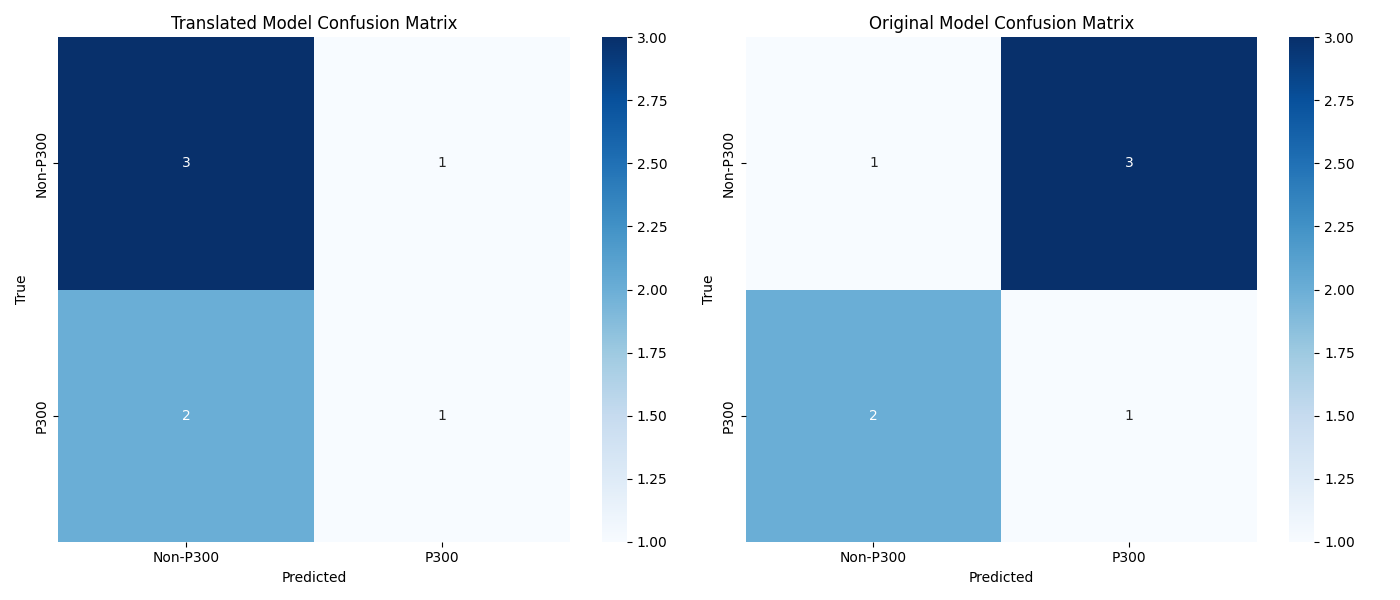 Translated Model Confusion Matrix
Non-P300
P300
True
3
1
2
1
Non-P300
P300
Predicted
3.00
2.75
2.50
2.25
2.00
1.75
1.50
1.25
1.00
Original Model Confusion Matrix
Non-P300
P300
True
1
3
2
1
Non-P300
P300
Predicted
3.00
2.75
2.50
2.25
2.00
1.75
1.50
1.25
1.00